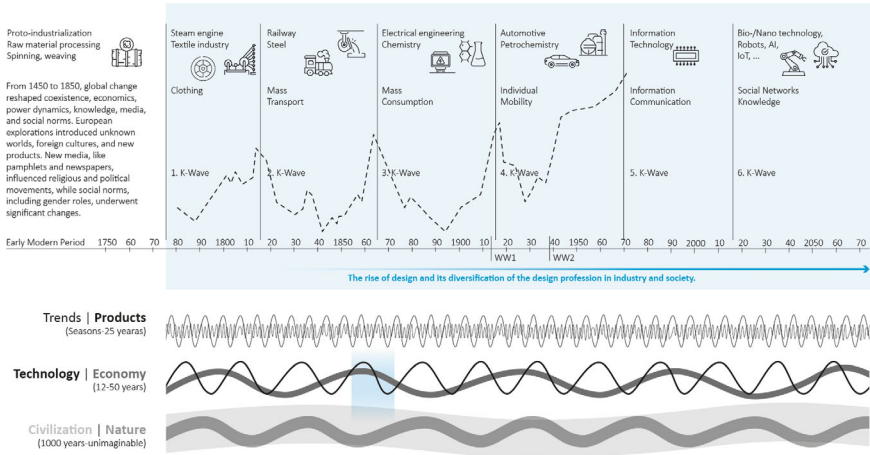 Proto-industrialization
Raw material processing
Spinning, weaving
From 1450 to 1850, global change
reshaped coexistence, economics,
power dynamics, knowledge, media,
and social norms. European
explorations introduced unknown
worlds, foreign cultures, and new
products. New media, like
pamphlets and newspapers,
influenced religious and political
movements, while social norms,
including gender roles, underwent
significant changes.
Steam engine
Textile industry
Clothing
1. K-Wave
Railway
Steel
Mass
Transport
2. K-Wave
Electrical engineering
Chemistry
Mass
Consumption
3. K-Wave
Automotive
Petrochemistry
Individual
Mobility
4. K-Wave
Information
Technology
Information
Communication
5. K-Wave
Bio-/Nano technology,
Robots, AI,
IoT, ...
Social Networks
Knowledge
6. K-Wave
Early Modern Period 1750 60 70 80 90 1800 10 20 30 40 1850 60 70 80 90 1900 10 20 30 40 1950 60 70 80 90 2000 10 20 30 40 2050 60 70
WW1 WW2
The rise of design and its diversification of the design profession in industry and society.
Trends | Products
(Seasons-25 yearas)
Technology | Economy
(12-50 years)
Civilization | Nature
(1000 years-unimaginable)